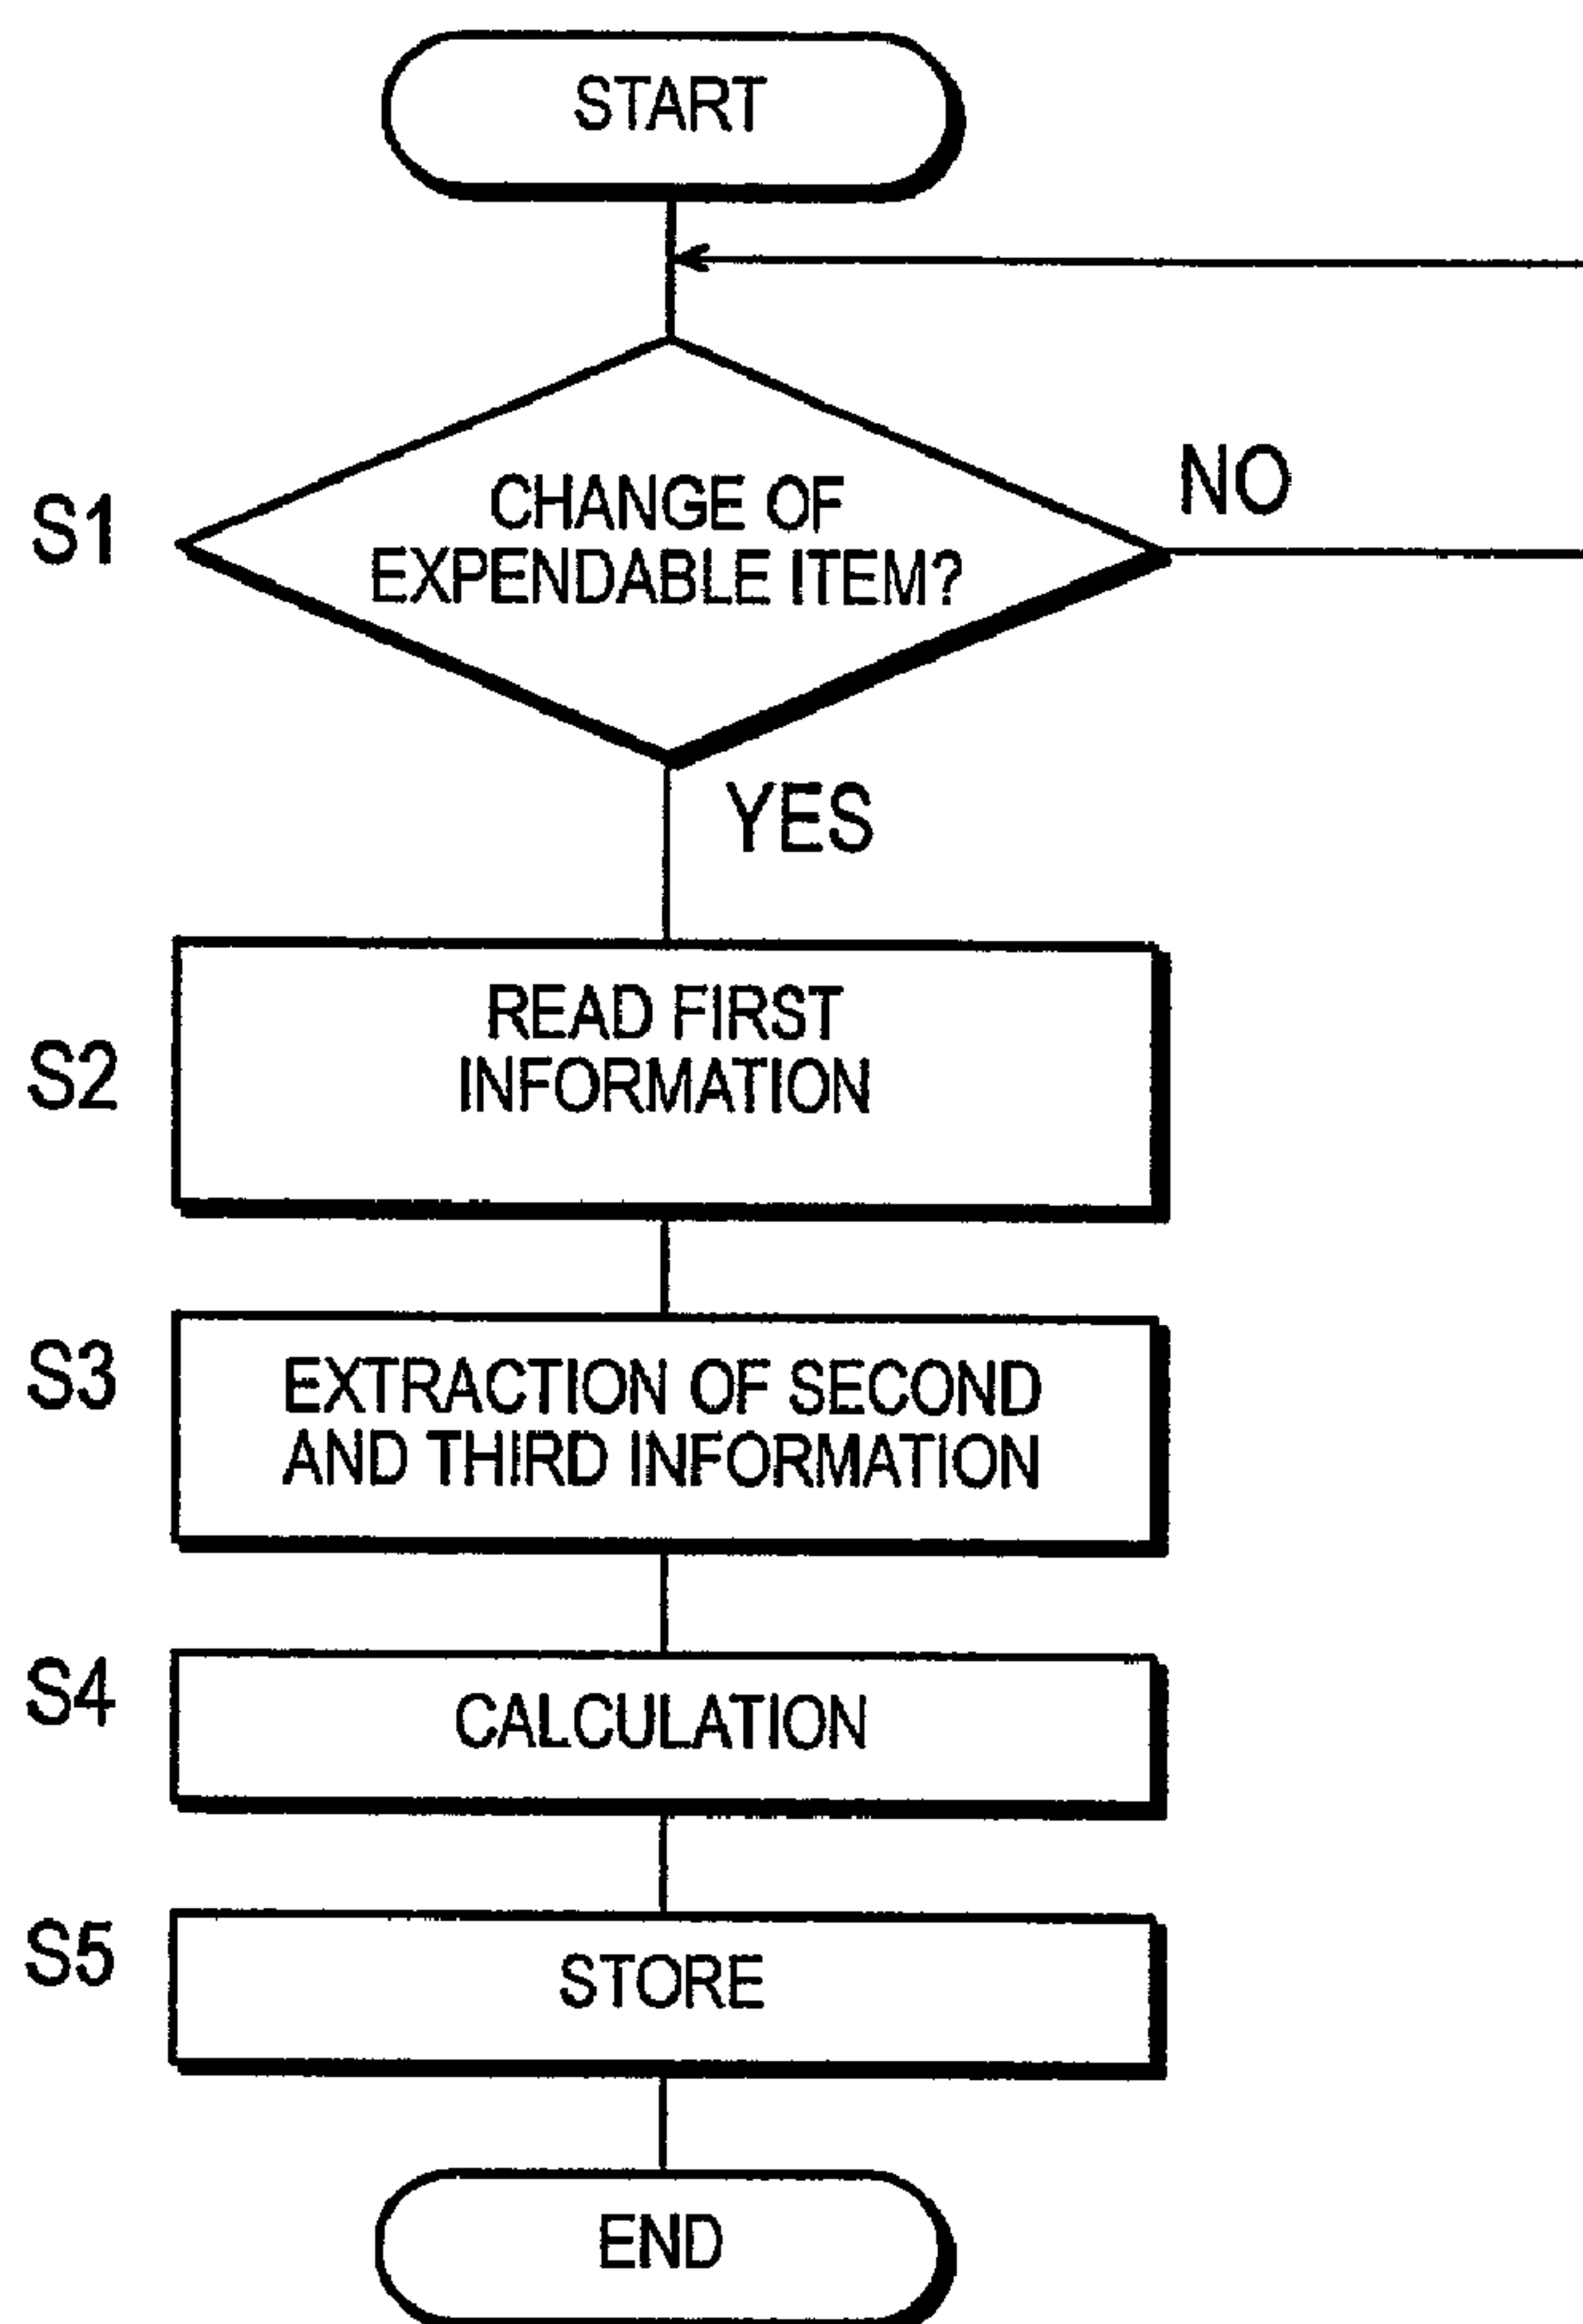 START
S1
CHANGE OF
EXPENDABLE ITEM?
NO
YES
S2
READ FIRST
INFORMATION
S3
EXTRACTION OF SECOND
AND THIRD INFORMATION
S4
CALCULATION
S5
STORE
END